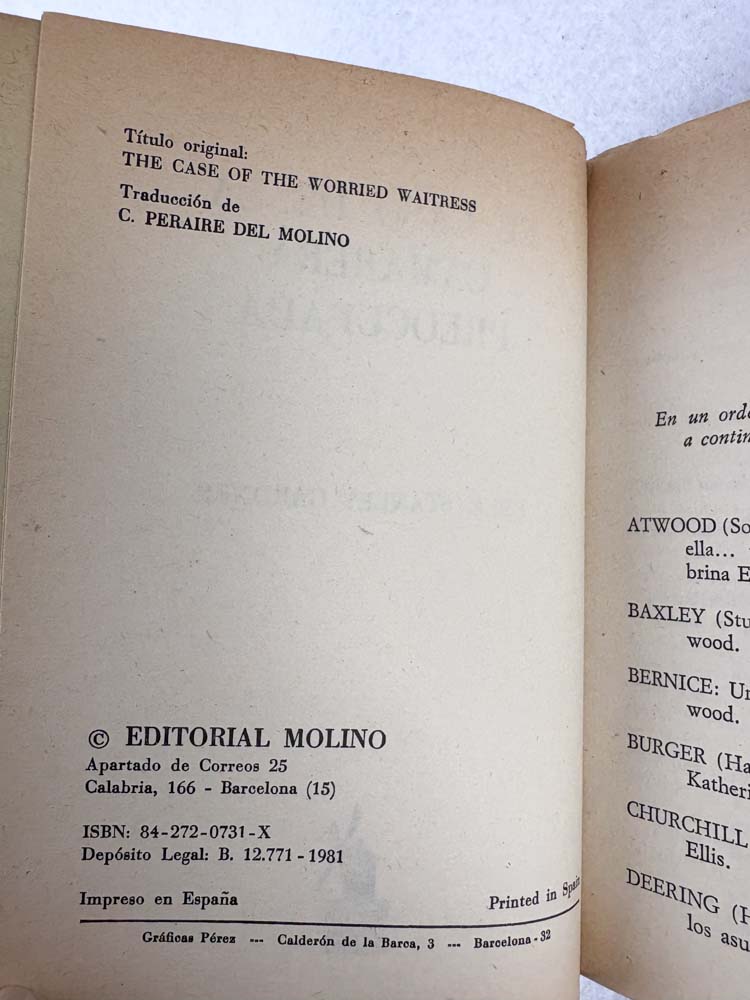 Título original:
THE CASE OF THE WORRIED WAITRESS
Traducción de
C. PERAIRE DEL MOLINO
© EDITORIAL MOLINO
Apartado de Correos 25
Calabria, 166 - Barcelona (15)
ISBN: 84-272-0731-X
Depósito Legal: B. 12.771 - 1981
Impreso en España
Printed in Spain
Gráficas Pérez --- Calderón de la Barca, 3 --- Barcelona - 32
En un orde
a contin
ATWOOD (So
ella...
brina E
BAXLEY (Stu
wood.
BERNICE: Un
wood.
BURGER (Ha
Katheri
CHURCHILL
Ellis.
DEERING (H
los asu